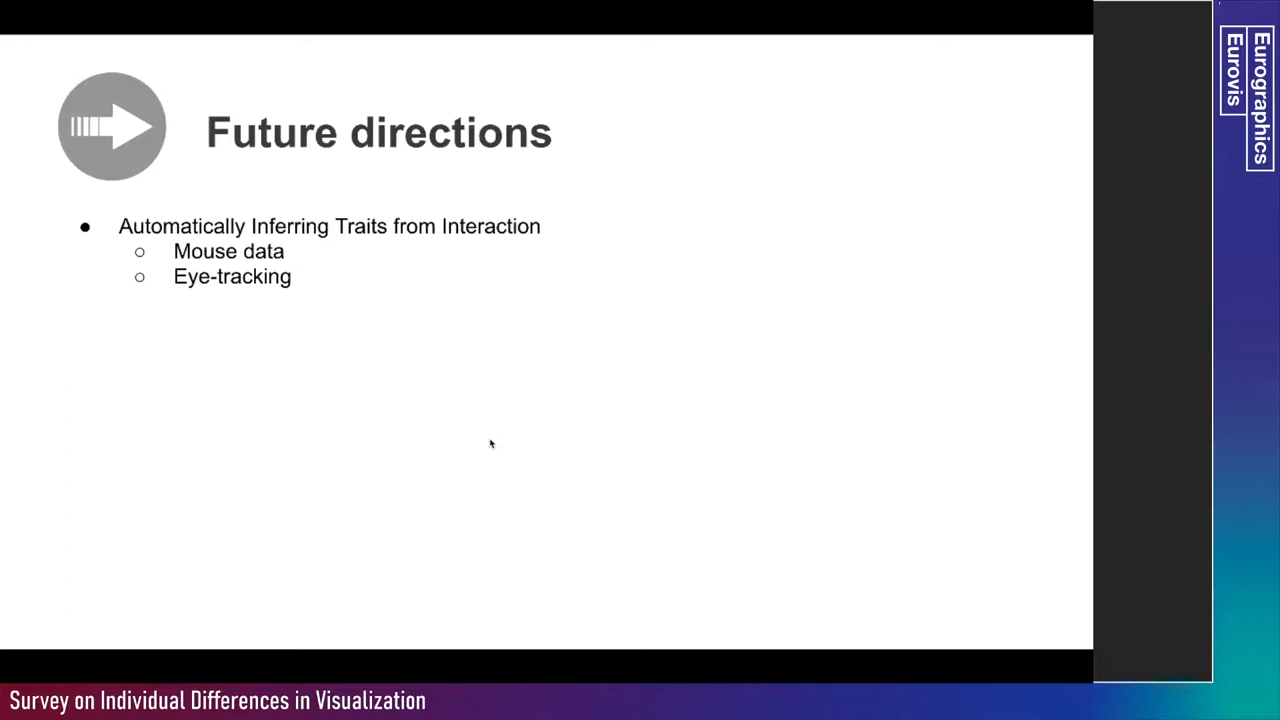 Future directions
● Automatically Inferring Traits from Interaction
○ Mouse data
○ Eye-tracking
Eurographics
Eurovis
Survey on Individual Differences in Visualization